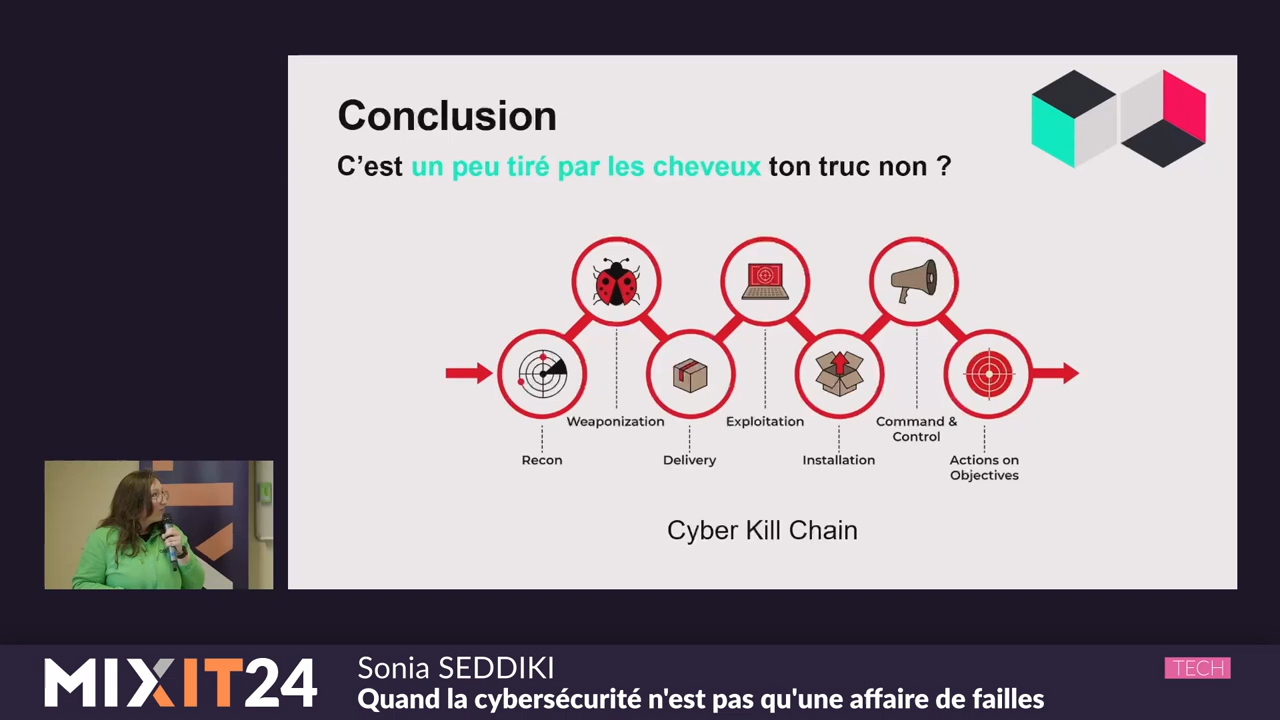 Conclusion
C’est un peu tiré par les cheveux ton truc non ?
Weaponization
Exploitation
Command &
Control
Recon
Delivery
Installation
Actions on
Objectives
Cyber Kill Chain
MIXIT24
Sonia SEDDIKI
TECH
Quand la cybersécurité n'est pas qu'une affaire de failles